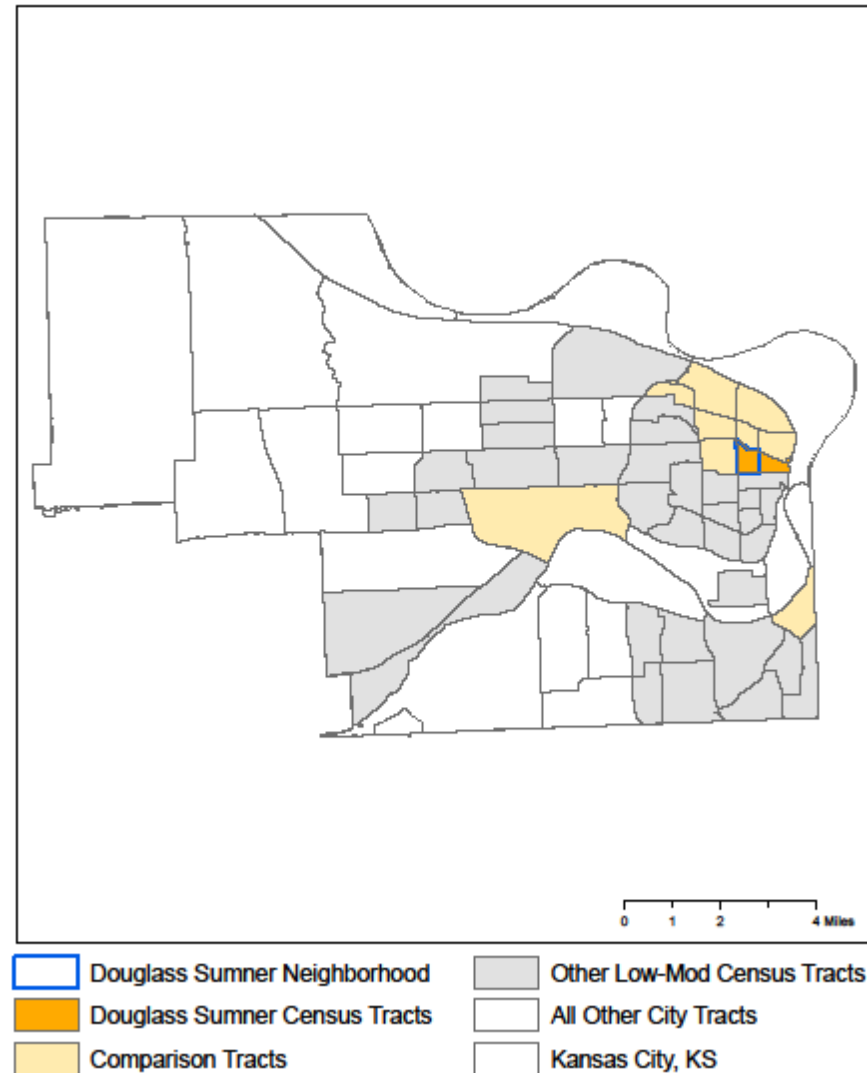 0 1 2 4 Miles
Douglass Sumner Neighborhood
Other Low-Mod Census Tracts
Douglass Sumner Census Tracts
All Other City Tracts
Comparison Tracts
Kansas City, KS